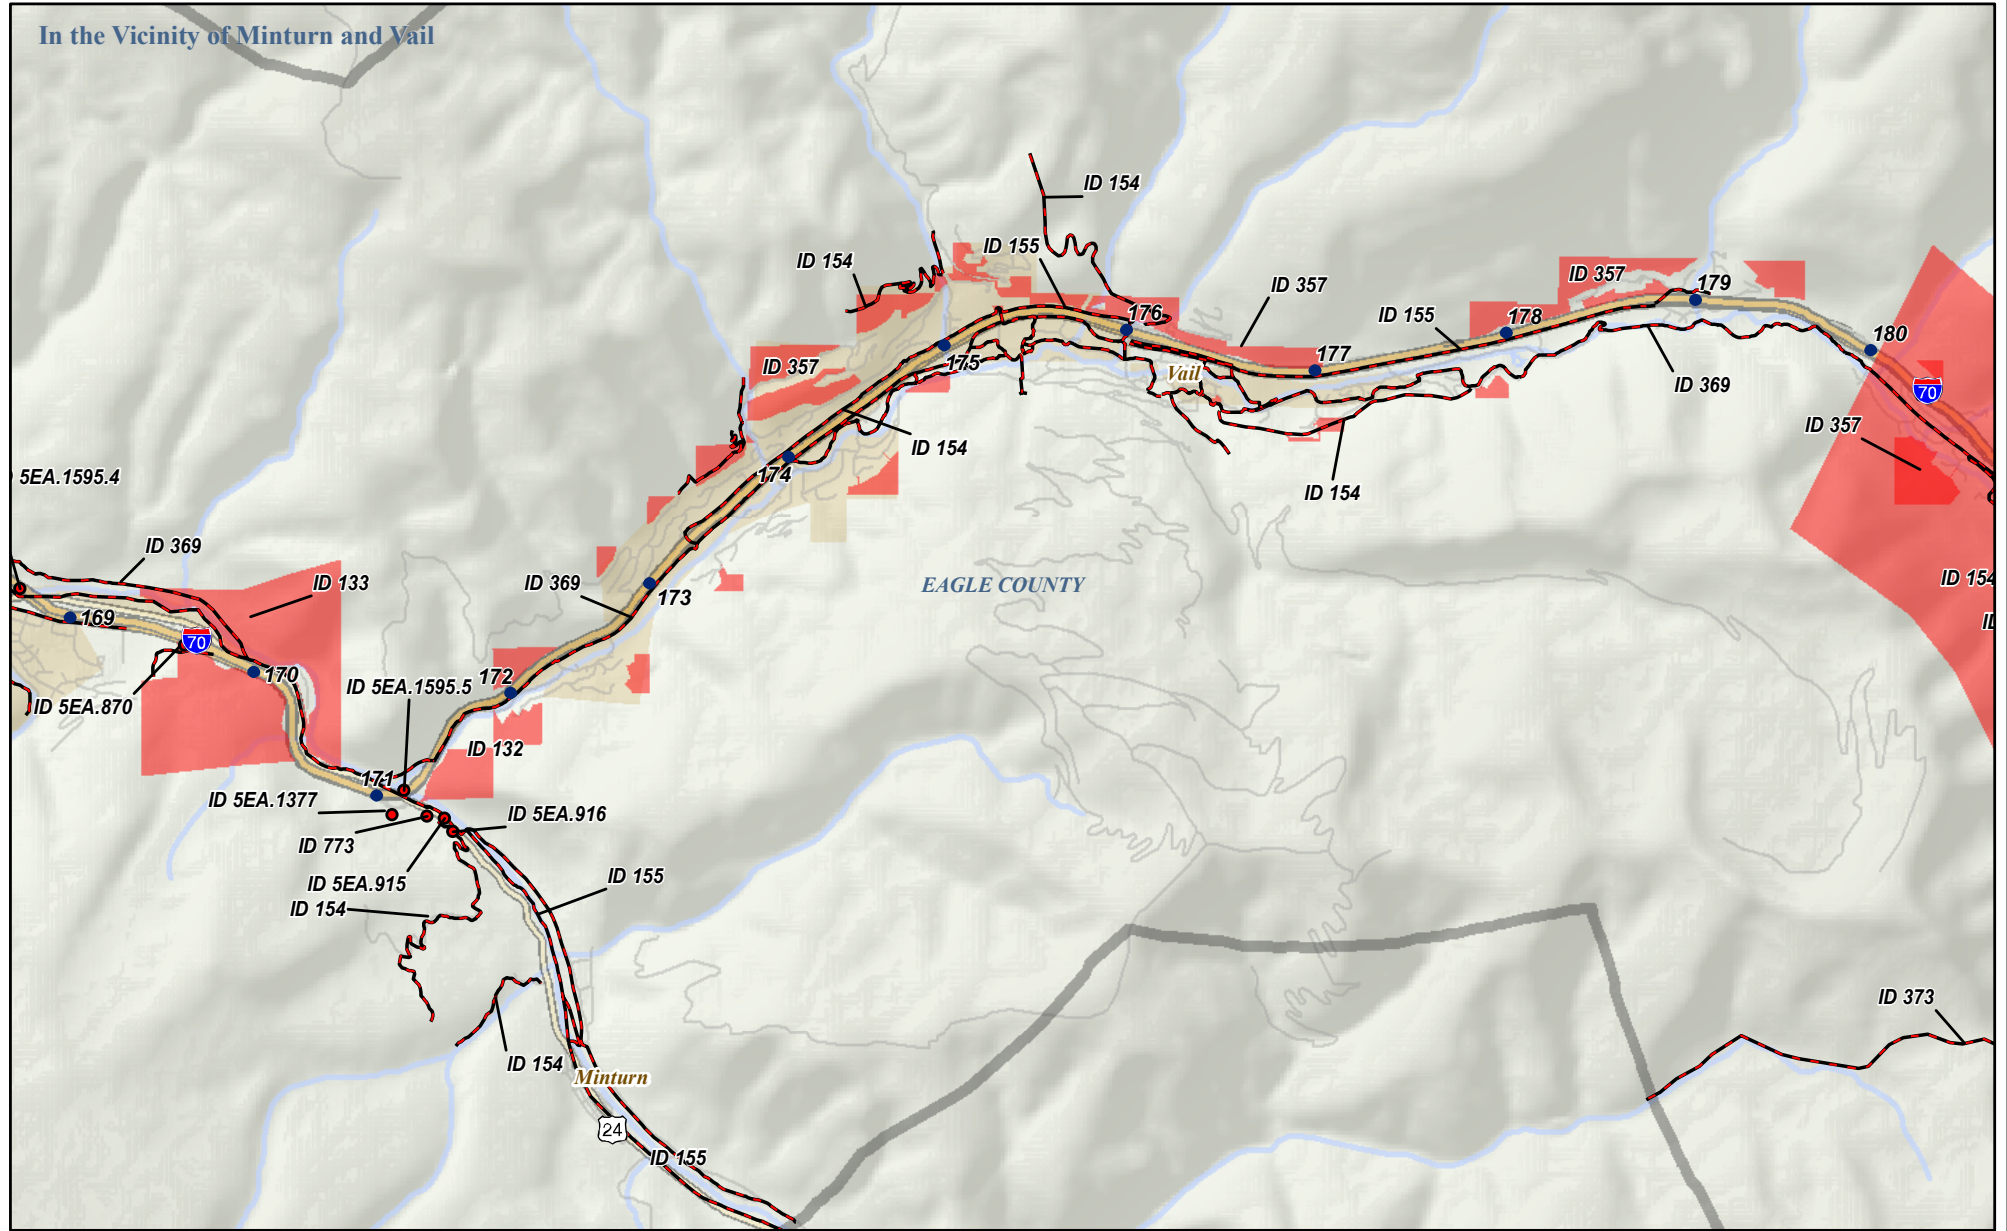 In the Vicinity of Minturn and Vail
ID 154
ID 155
ID 154
ID 357
ID 357
179
176
ID 155
178
180
177
ID 357
175
Vail
70
ID 369
ID 357
ID 154
174
5EA.1595.4
ID 154
ID 369
ID 133
ID 369
EAGLE COUNTY
ID 154
173
169
70
170
172
ID 5EA.1595.5
ID 5EA.870
ID 132
171
ID 5EA.1377
ID 5EA.916
ID 773
ID 155
ID 5EA.915
ID 154
ID 373
ID 154
Minturn
24
ID 155